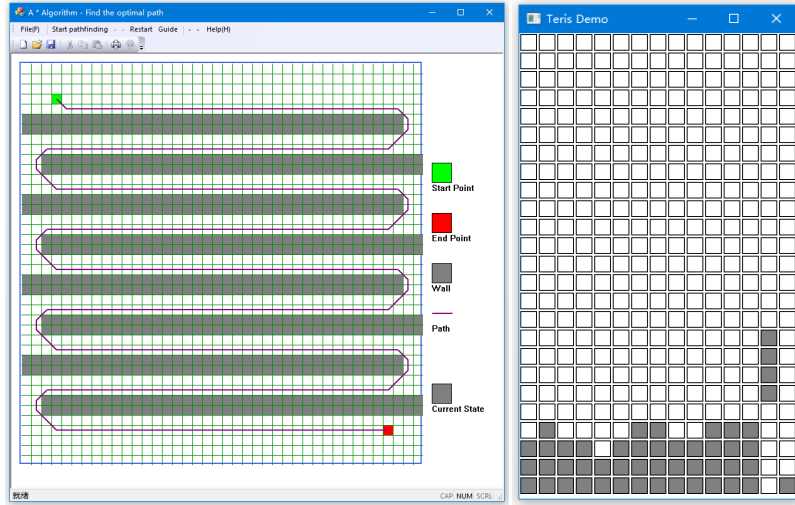 A * Algorithm - Find the optimal path
File(F) Start pathfinding - - Restart Guide - - Help(H)
Start Point
End Point
Wall
Path
Current State
就绪
CAP NUM SCRL
Teris Demo